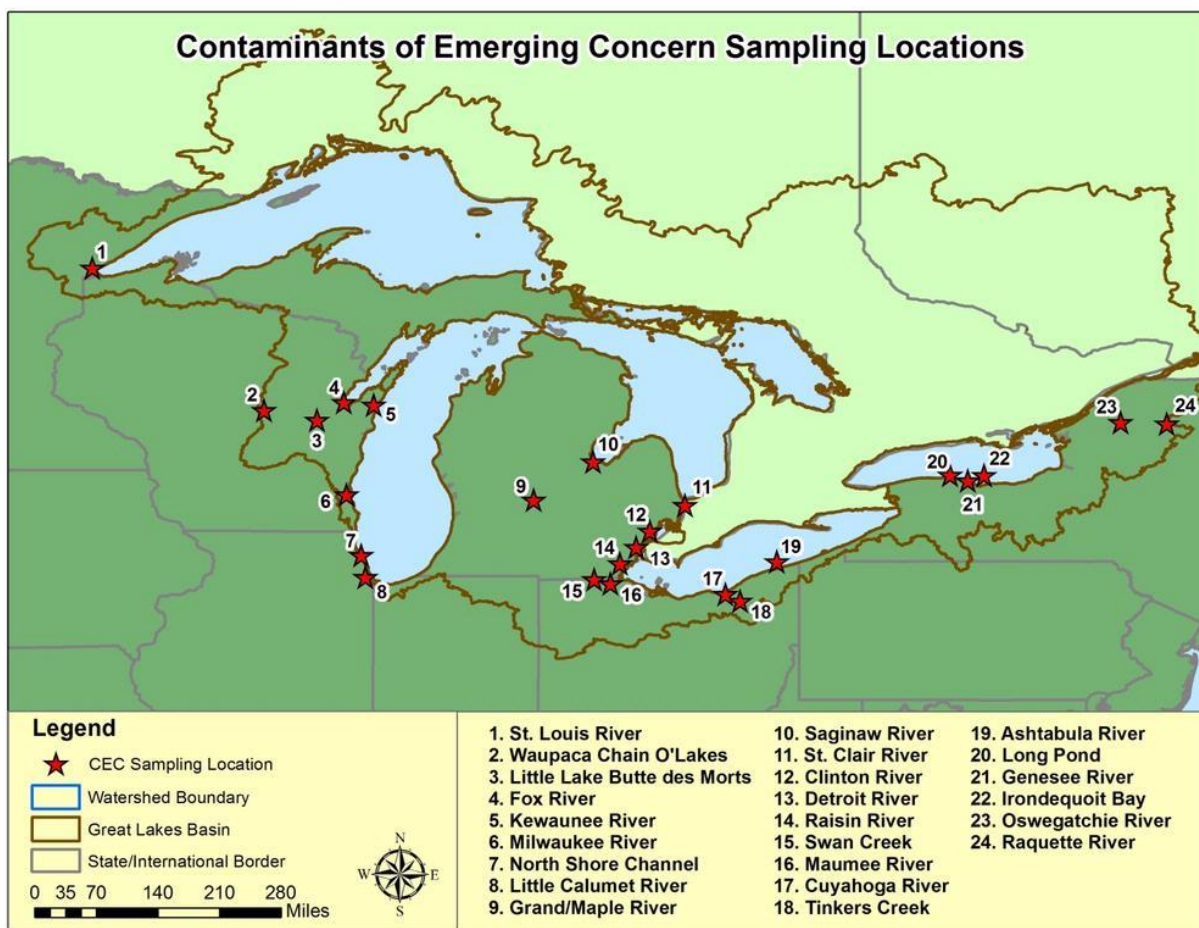 Contaminants of Emerging Concern Sampling Locations
1
2
3
4
5
6
7
8
9
10
11
12
13
14
15
16
17
18
19
20
21
22
23
24
Legend
CEC Sampling Location
Watershed Boundary
Great Lakes Basin
State/International Border
0 35 70 140 210 280
Miles
N
W E
S
1. St. Louis River
2. Waupaca Chain O'Lakes
3. Little Lake Butte des Morts
4. Fox River
5. Kewaunee River
6. Milwaukee River
7. North Shore Channel
8. Little Calumet River
9. Grand/Maple River
10. Saginaw River
11. St. Clair River
12. Clinton River
13. Detroit River
14. Raisin River
15. Swan Creek
16. Maumee River
17. Cuyahoga River
18. Tinkers Creek
19. Ashtabula River
20. Long Pond
21. Genesee River
22. Irondequoit Bay
23. Oswegatchie River
24. Raquette River